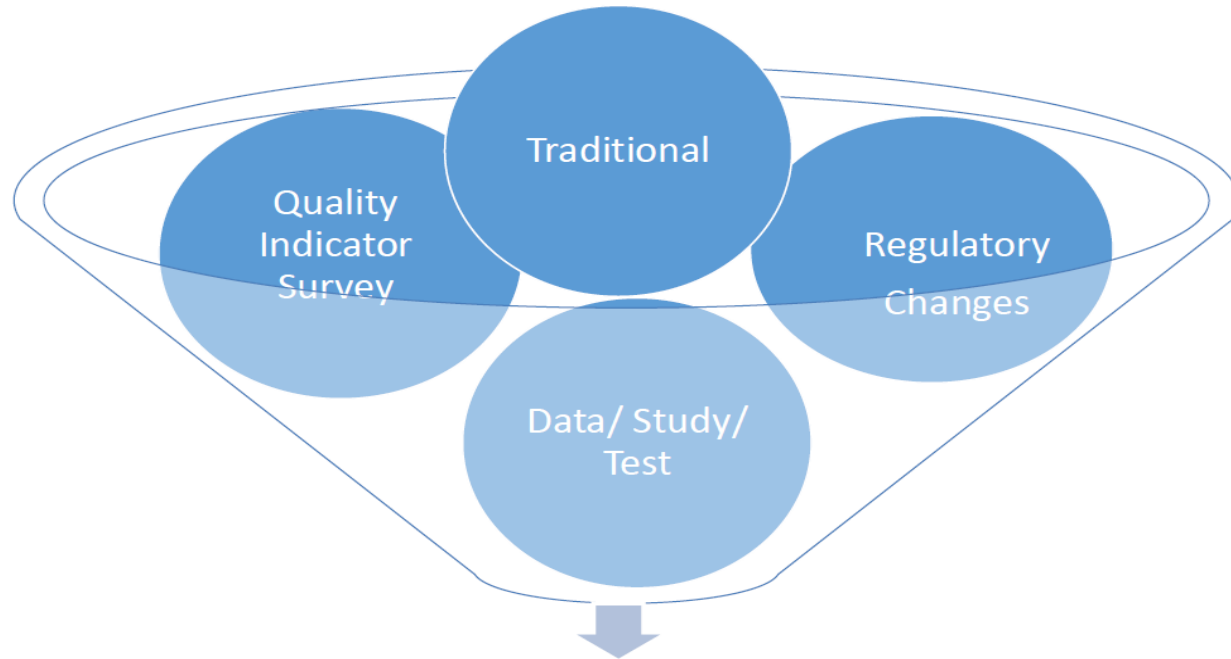 Traditional
Quality
Indicator
Survey
Regulatory
Changes
Data/ Study/
Test